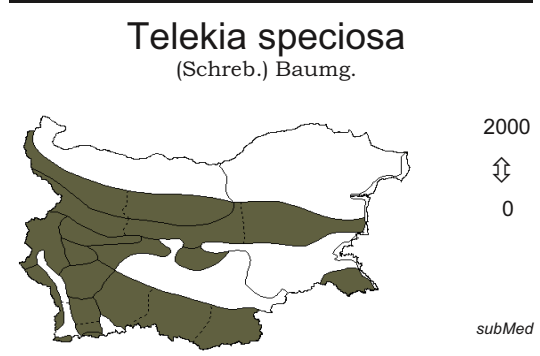 Telekia speciosa
(Schreb.) Baumg.
2000
⇕
0
subMed